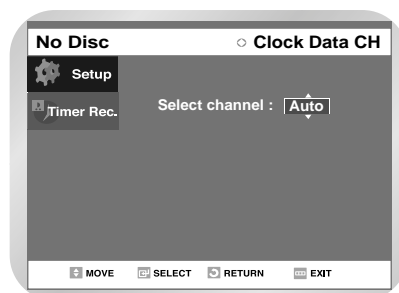 No Disc Clock Data CH
Setup
Timer Rec.
Select channel : Auto
MOVE SELECT RETURN EXIT